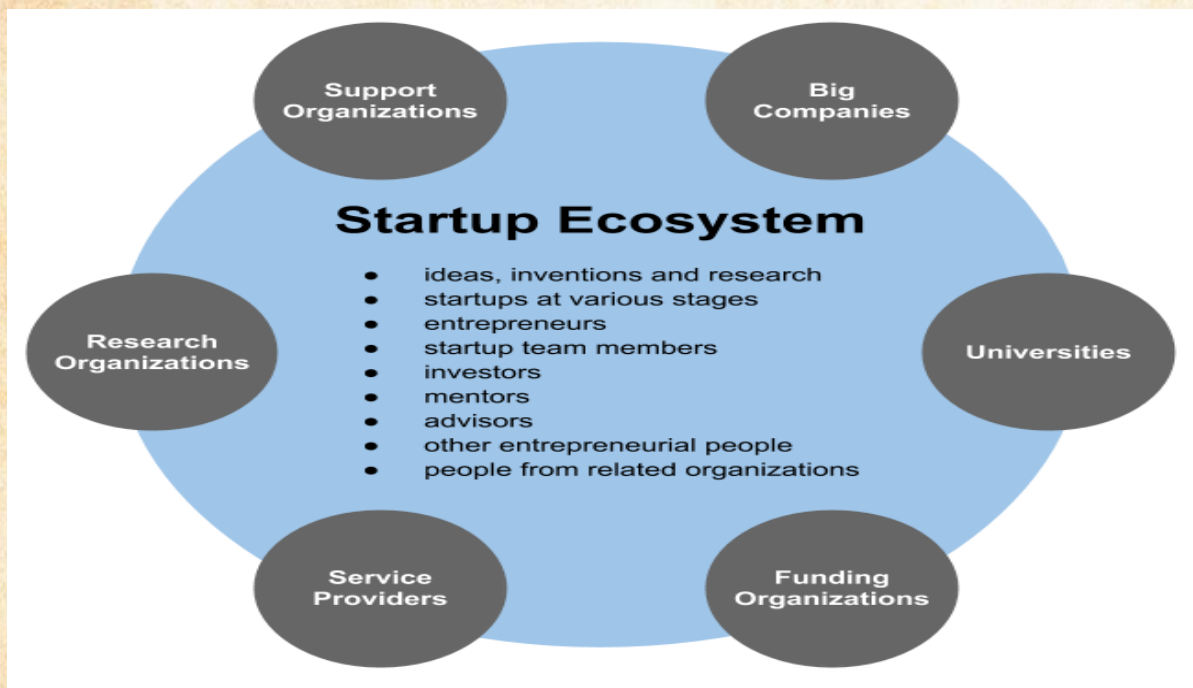 Support
Organizations
Big
Companies
Startup Ecosystem
● ideas, inventions and research
● startups at various stages
● entrepreneurs
● startup team members
● investors
● mentors
● advisors
● other entrepreneurial people
● people from related organizations
Research
Organizations
Universities
Service
Providers
Funding
Organizations